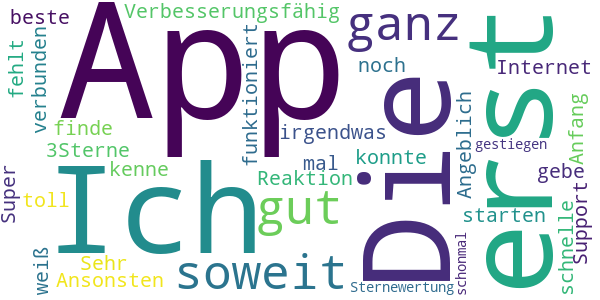 beste
Verbesserungsfähig
App
ganz
fehlt
verbunden
funktioniert
noch
Die
erst
Internet
finde
irgendwas
Angeblich
Anfang
gestiegen
3Sterne
mal
konnte
kenne
Ich
Reaktion
gebe
Super
toll
gut
starten
schnelle
Support
weiß
Sehr
Ansonsten
soweit
Sternewertung
schonmal